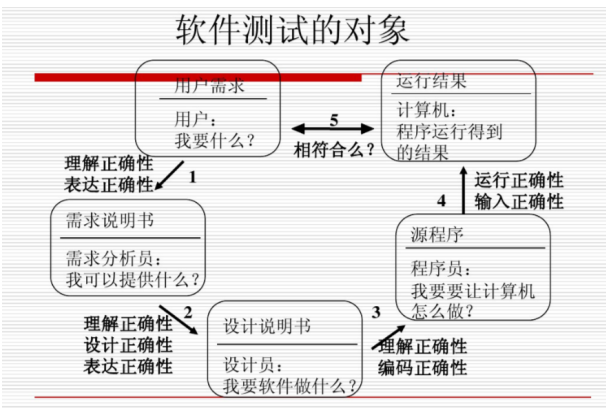 软件测试的对象
用户需求
用户：
我要什么？
5
相符合么？
运行结果
计算机：
程序运行得到
的结果
理解正确性
表达正确性
1
需求说明书
需求分析员：
我可以提供什么？
2
理解正确性
设计正确性
表达正确性
设计说明书
设计员：
我要软件做什么？
3
理解正确性
编码正确性
源程序
程序员：
我要要让计算机
怎么做？
4
运行正确性
输入正确性